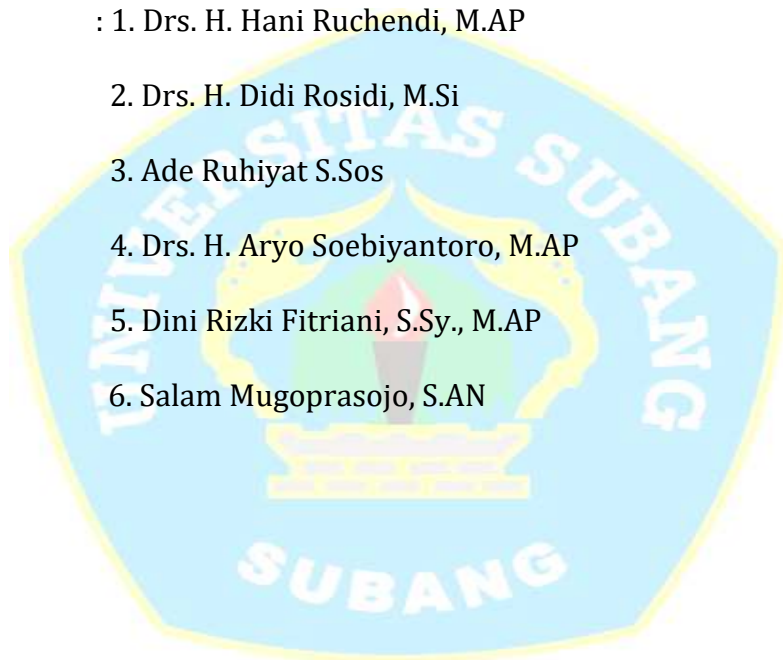 : 1. Drs. H. Hani Ruchendi, M.AP
2. Drs. H. Didi Rosidi, M.Si
3. Ade Ruhiyat S.Sos
4. Drs. H. Aryo Soebiyantoro, M.AP
5. Dini Rizki Fitriani, S.Sy., M.AP
6. Salam Mugoprasojo, S.AN
UNIVERSITAS SUBANG
SUBANG